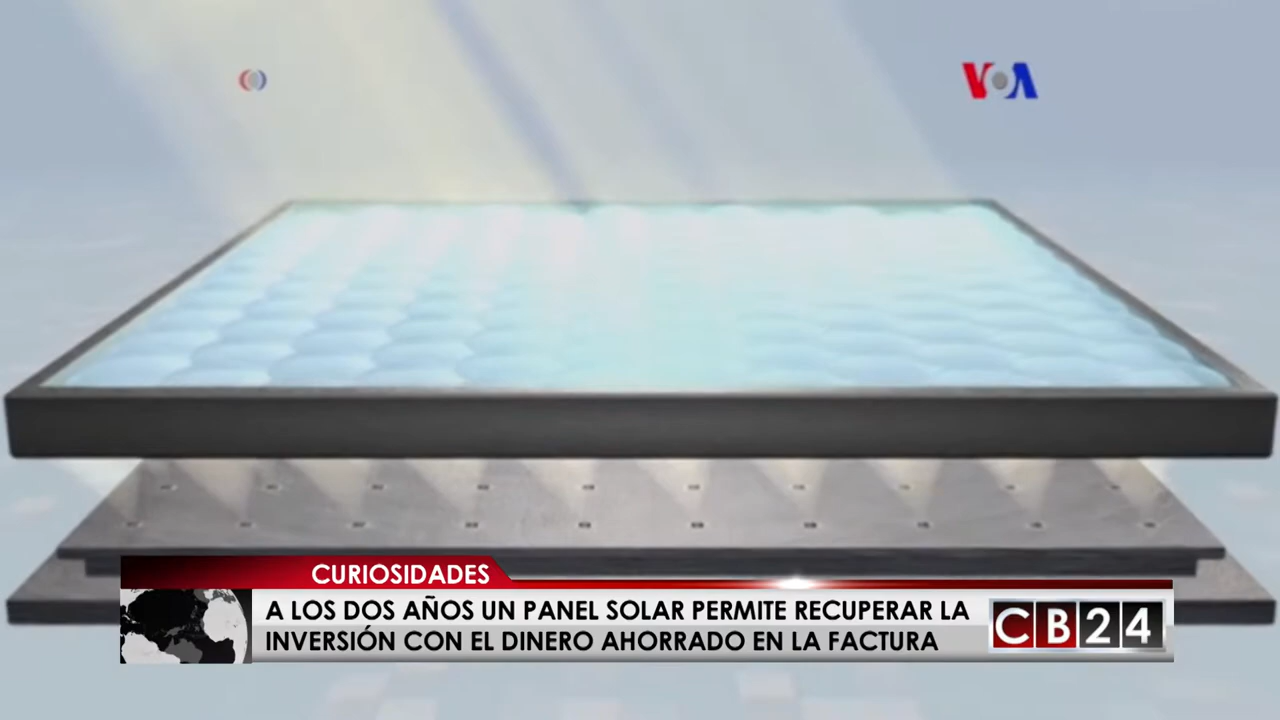 VOA
CURIOSIDADES
A LOS DOS AÑOS UN PANEL SOLAR PERMITE RECUPERAR LA
INVERSIÓN CON EL DINERO AHORRADO EN LA FACTURA
CB24